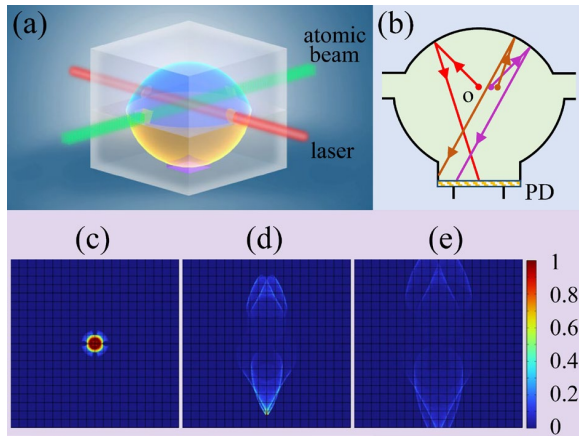 (a)
atomic
beam
laser
(b)
o
PD
(c)
(d)
(e)
1
0.8
0.6
0.4
0.2
0